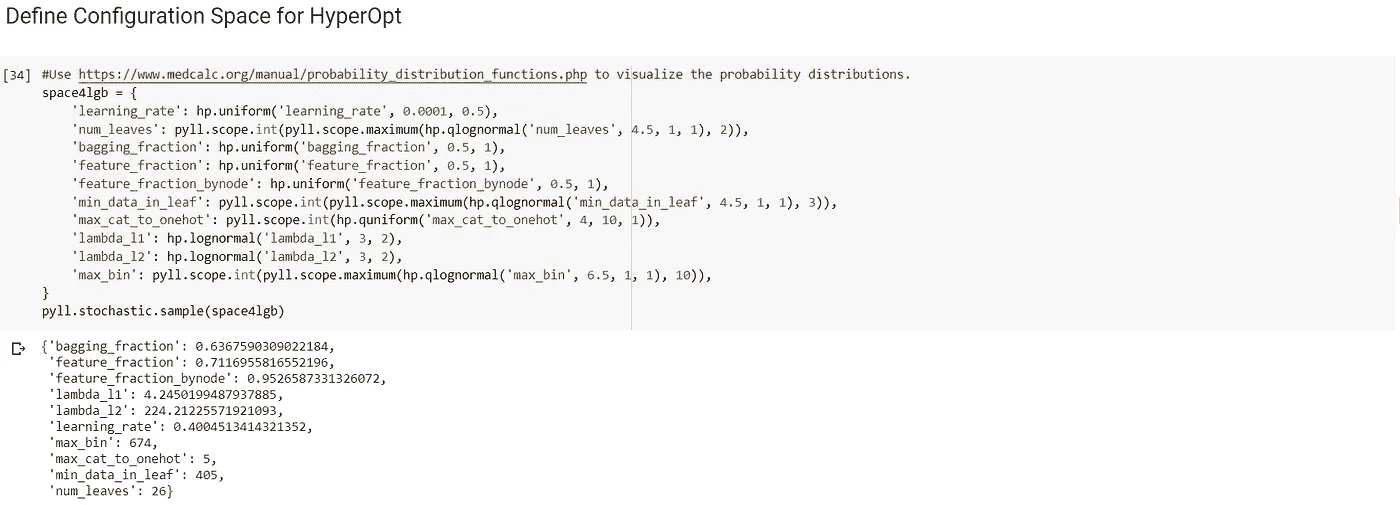 Define Configuration Space for HyperOpt
[34] #Use https://www.medcalc.org/manual/probability_distribution_functions.php to visualize the probability distributions.
space4lgb = {
    'learning_rate': hp.uniform('learning_rate', 0.0001, 0.5),
    'num_leaves': pyll.scope.int(pyll.scope.maximum(hp.qlognormal('num_leaves', 4.5, 1, 1), 2)),
    'bagging_fraction': hp.uniform('bagging_fraction', 0.5, 1),
    'feature_fraction': hp.uniform('feature_fraction', 0.5, 1),
    'feature_fraction_bynode': hp.uniform('feature_fraction_bynode', 0.5, 1),
    'min_data_in_leaf': pyll.scope.int(pyll.scope.maximum(hp.qlognormal('min_data_in_leaf', 4.5, 1, 1), 3)),
    'max_cat_to_onehot': pyll.scope.int(hp.quniform('max_cat_to_onehot', 4, 10, 1)),
    'lambda_l1': hp.lognormal('lambda_l1', 3, 2),
    'lambda_l2': hp.lognormal('lambda_l2', 3, 2),
    'max_bin': pyll.scope.int(pyll.scope.maximum(hp.qlognormal('max_bin', 6.5, 1, 1), 10)),
}
pyll.stochastic.sample(space4lgb)
{'bagging_fraction': 0.6367590309022184,
 'feature_fraction': 0.7116955816552196,
 'feature_fraction_bynode': 0.9526587331326072,
 'lambda_l1': 4.2450199487937885,
 'lambda_l2': 224.21225571921093,
 'learning_rate': 0.4004513414321352,
 'max_bin': 674,
 'max_cat_to_onehot': 5,
 'min_data_in_leaf': 405,
 'num_leaves': 26}